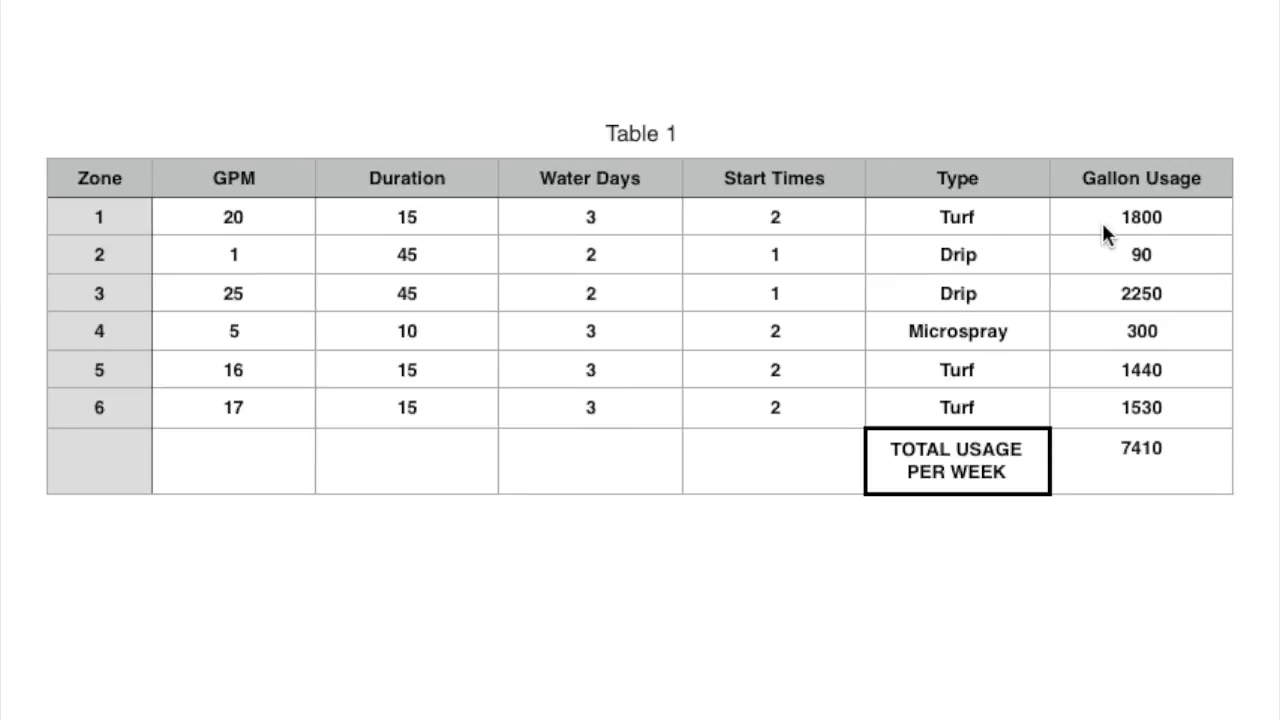 Table 1
Zone GPM Duration Water Days Start Times Type Gallon Usage
1 20 15 3 2 Turf 1800
2 1 45 2 1 Drip 90
3 25 45 2 1 Drip 2250
4 5 10 3 2 Microspray 300
5 16 15 3 2 Turf 1440
6 17 15 3 2 Turf 1530
TOTAL USAGE 7410
PER WEEK